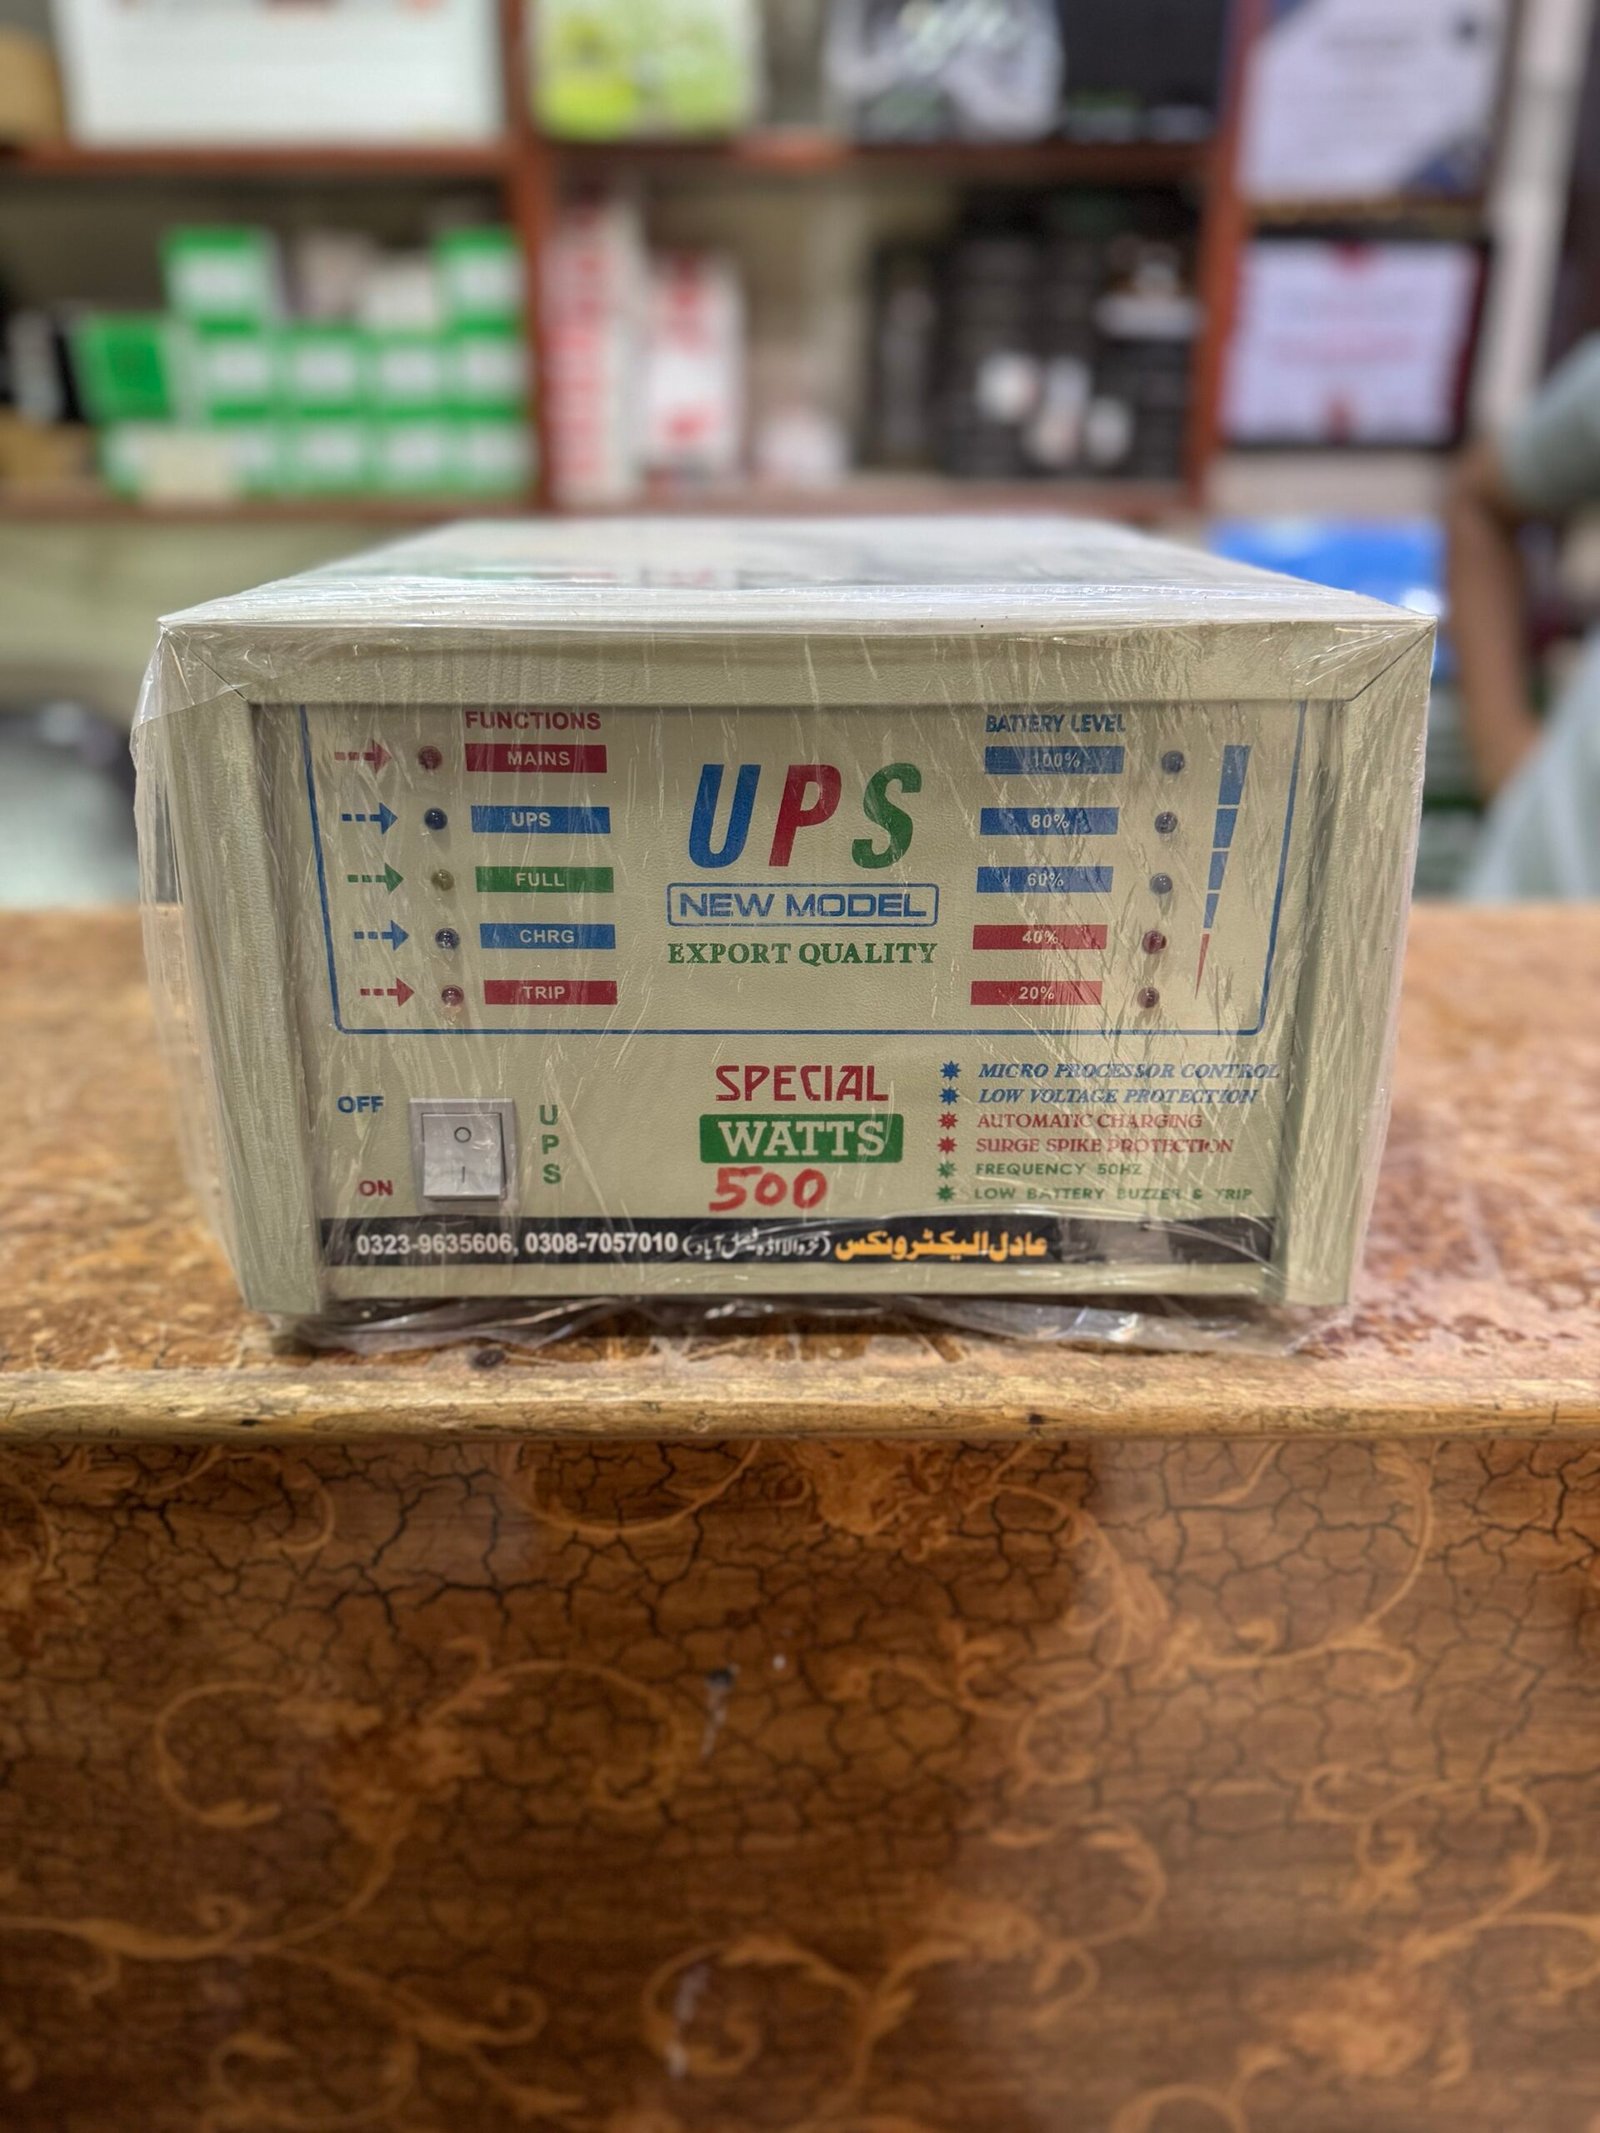 FUNCTIONS
MAINS
UPS
FULL
CHRG
TRIP
UPS
NEW MODEL
EXPORT QUALITY
BATTERY LEVEL
100%
80%
60%
40%
20%
OFF
ON
UPS
SPECIAL
WATTS
500
MICRO PROCESSOR CONTROL
LOW VOLTAGE PROTECTION
AUTOMATIC CHARGING
SURGE SPIKE PROTECTION
FREQUENCY 50HZ
LOW BATTERY BUZZER & TRIP
عادل الیکٹرونکس 0323-9635606, 0308-7057010